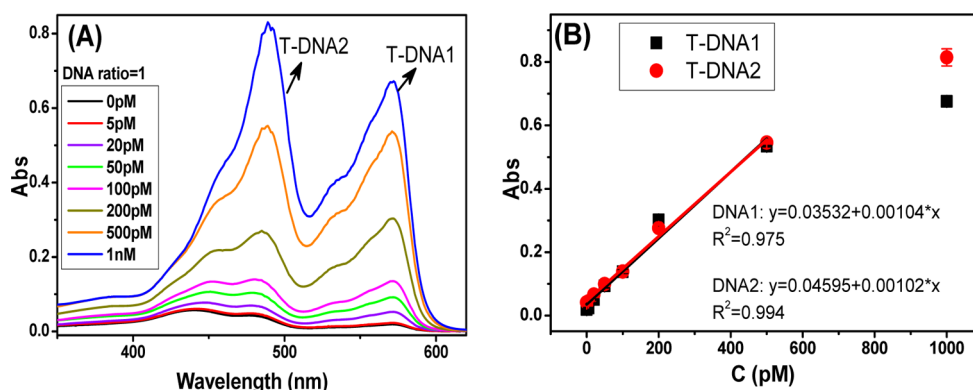 (A)
T-DNA2
T-DNA1
DNA ratio=1
0pM
5pM
20pM
50pM
100pM
200pM
500pM
1nM
0.8
0.6
0.4
0.2
0.0
Abs
400
500
600
Wavelength (nm)
(B)
T-DNA1
T-DNA2
0.8
0.6
0.4
0.2
0.0
Abs
DNA1: y=0.03532+0.00104*x
R²=0.975
DNA2: y=0.04595+0.00102*x
R²=0.994
0
200
400
600
800
1000
C (pM)